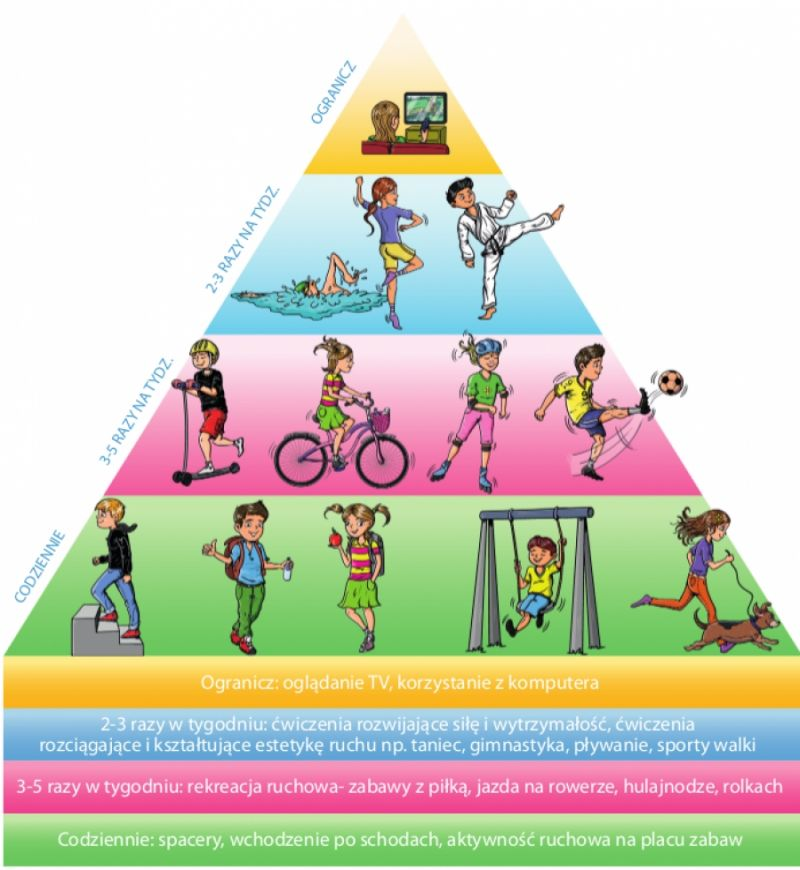 OGRANICZ
2-3 RAZY NA TYDZ.
3-5 RAZY NA TYDZ.
CODZIENNIE
Ogranicz: oglądanie TV, korzystanie z komputera
2-3 razy w tygodniu: ćwiczenia rozwijające siłę i wytrzymałość, ćwiczenia
rozciągające i kształtujące estetykę ruchu np. taniec, gimnastyka, pływanie, sporty walki
3-5 razy w tygodniu: rekreacja ruchowa- zabawy z piłką, jazda na rowerze, hulajnodze, rolkach
Codziennie: spacery, wchodzenie po schodach, aktywność ruchowa na placu zabaw